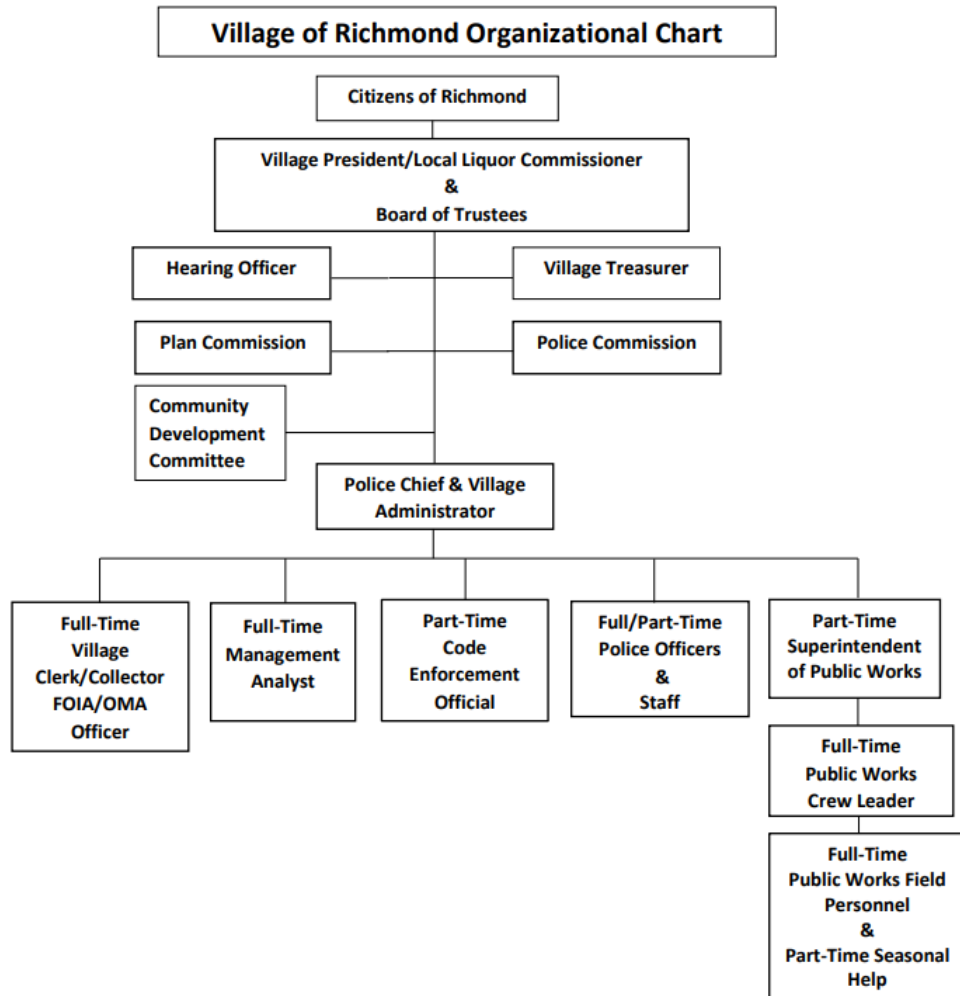 Village of Richmond Organizational Chart
Citizens of Richmond
Village President/Local Liquor Commissioner
&
Board of Trustees
Hearing Officer
Village Treasurer
Plan Commission
Police Commission
Community
Development
Committee
Police Chief & Village
Administrator
Full-Time
Village
Clerk/Collector
FOIA/OMA
Officer
Full-Time
Management
Analyst
Part-Time
Code
Enforcement
Official
Full/Part-Time
Police Officers
&
Staff
Part-Time
Superintendent
of Public Works
Full-Time
Public Works
Crew Leader
Full-Time
Public Works Field
Personnel
&
Part-Time Seasonal
Help